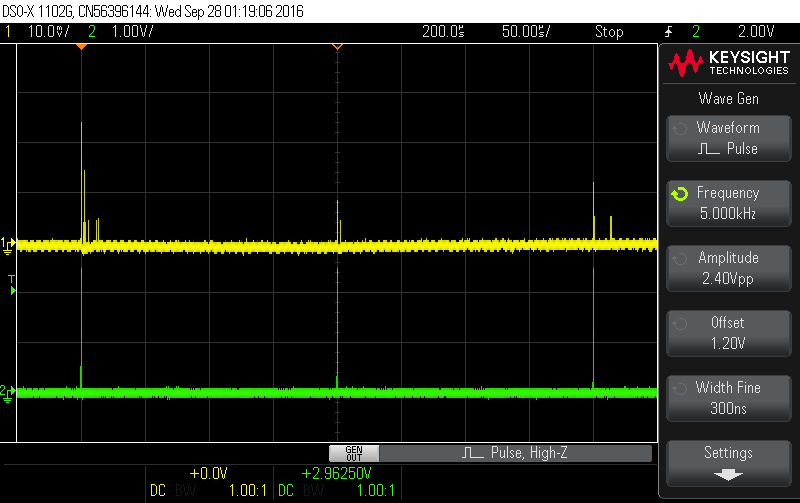 DSO-X 1102G, CN56396144: Wed Sep 28 01:19:06 2016
1 10.0V/ 2 1.00V/ 200.0s 50.00s/ Stop 2 2.00V
KEYSIGHT
TECHNOLOGIES
Wave Gen
Waveform
Pulse
Frequency
5.000kHz
Amplitude
2.40Vpp
Offset
1.20V
Width Fine
300ns
Settings
1
T
2
GEN
OUT
Pulse, High-Z
+0.0V
+2.96250V
DC BW 1.00:1
DC BW 1.00:1